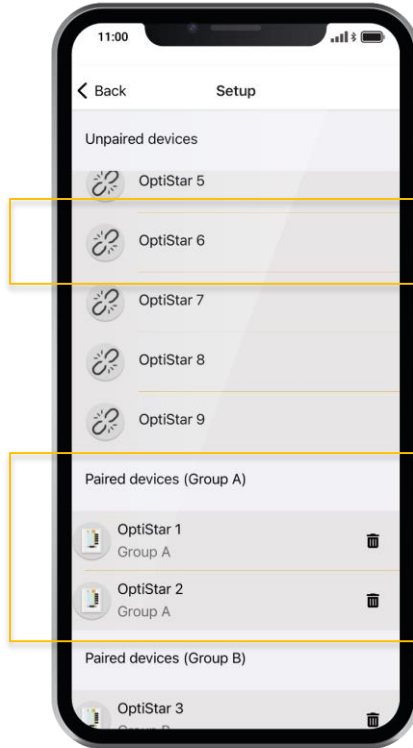 11:00
Back
Setup
Unpaired devices
OptiStar 5
OptiStar 6
OptiStar 7
OptiStar 8
OptiStar 9
Paired devices (Group A)
OptiStar 1
Group A
OptiStar 2
Group A
Paired devices (Group B)
OptiStar 3
Group B